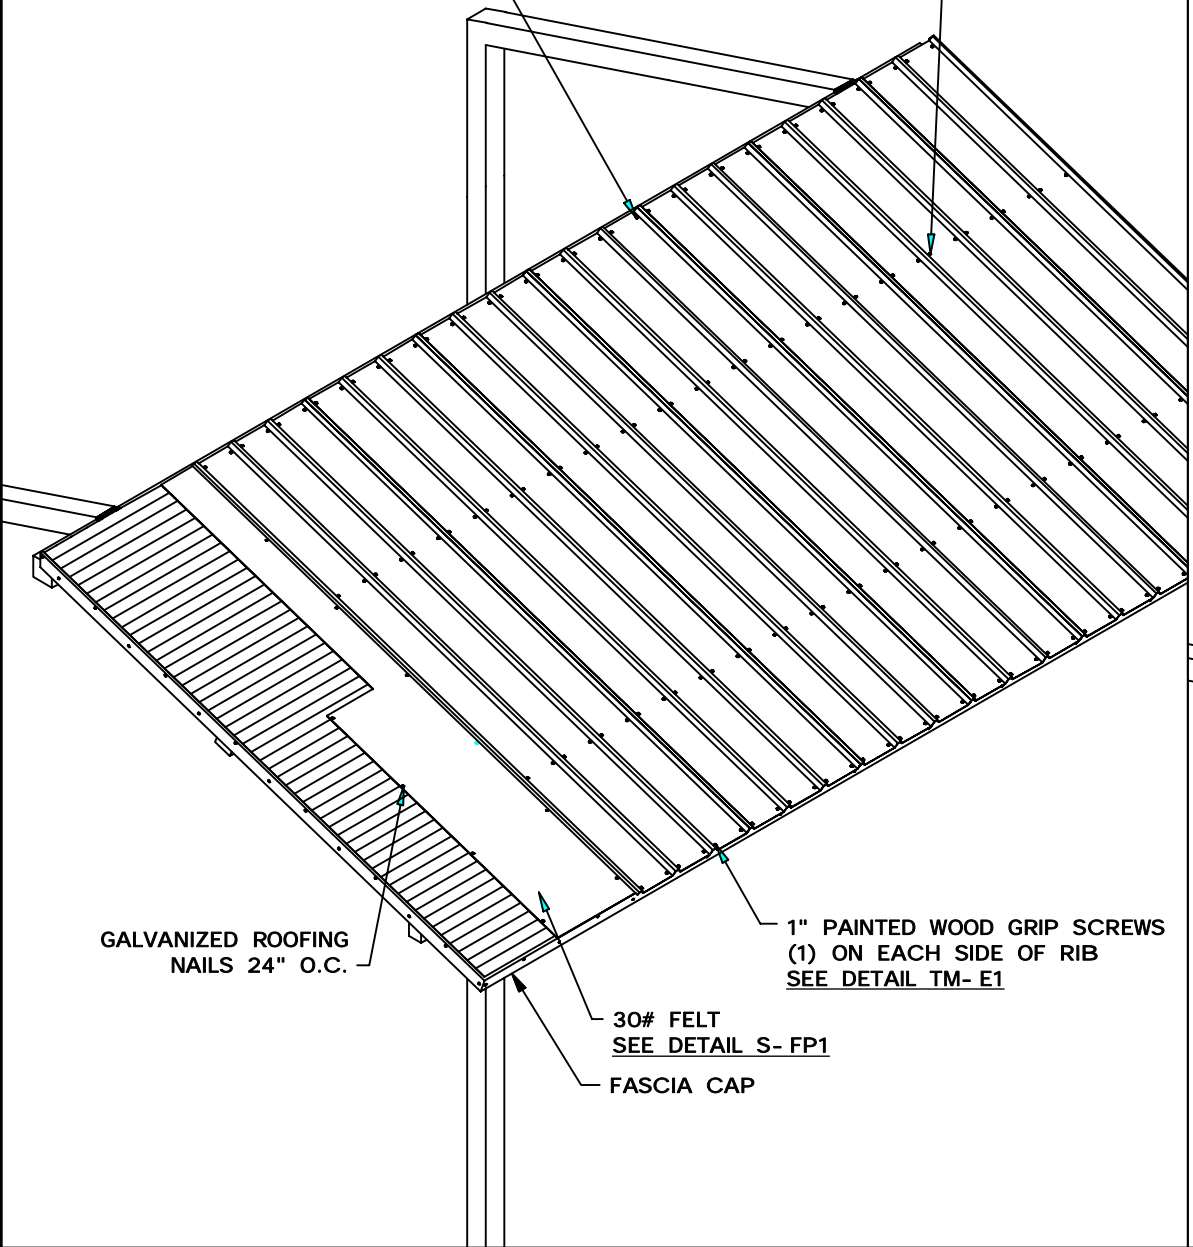 GALVANIZED ROOFING
NAILS 24" O.C.
1" PAINTED WOOD GRIP SCREWS
(1) ON EACH SIDE OF RIB
SEE DETAIL TM-E1
30# FELT
SEE DETAIL S-FP1
FASCIA CAP